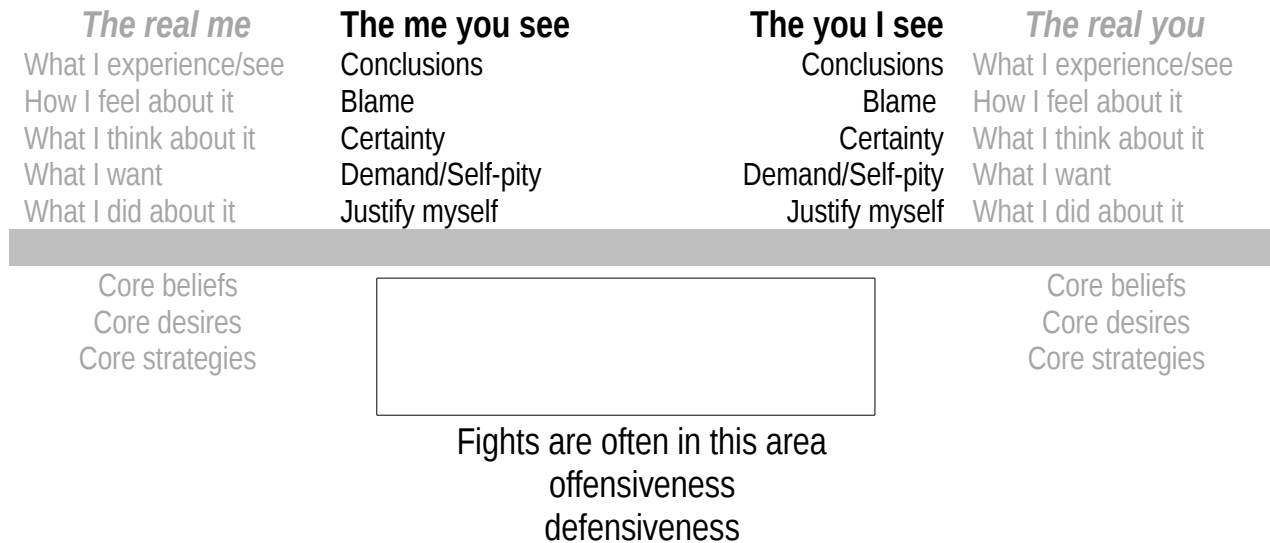 The real me The me you see The you I see The real you
What I experience/see Conclusions Conclusions What I experience/see
How I feel about it Blame Blame How I feel about it
What I think about it Certainty Certainty What I think about it
What I want Demand/Self-pity Demand/Self-pity What I want
What I did about it Justify myself Justify myself What I did about it
Core beliefs Core beliefs
Core desires Core desires
Core strategies Core strategies
Fights are often in this area
offensiveness
defensiveness